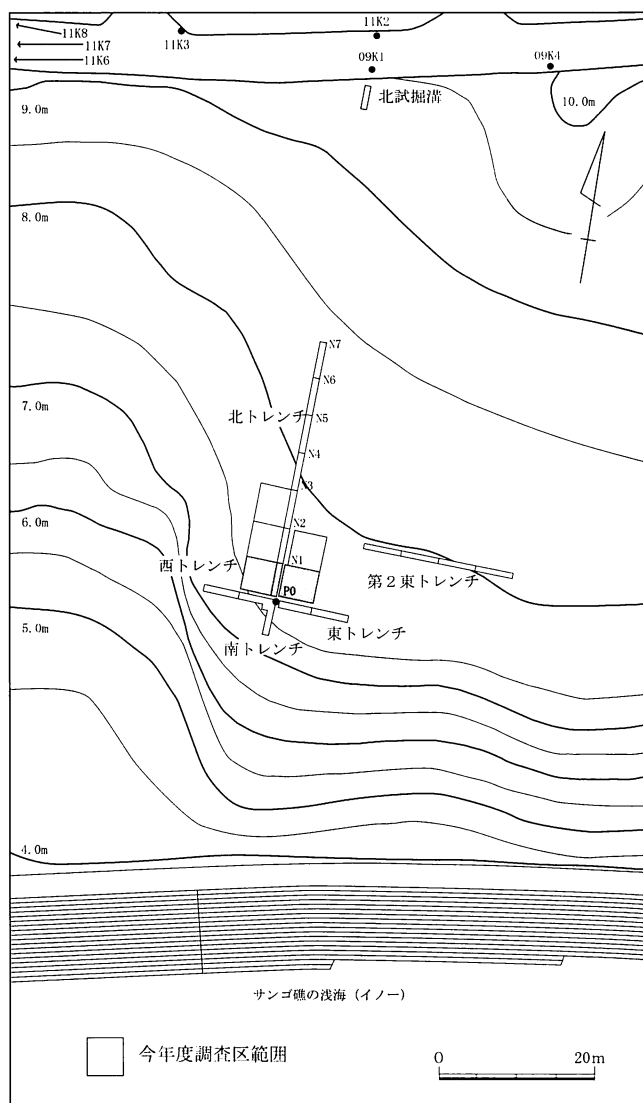 11K8
11K7
11K6
11K3
11K2
09K1
09K4
北試掘溝
10.0m
9.0m
8.0m
7.0m
6.0m
5.0m
4.0m
N7
N6
北トレンチ
N5
N4
N3
N2
N1
西トレンチ
P0
第2東トレンチ
東トレンチ
南トレンチ
サンゴ礁の浅海（イノー）
今年度調査区範囲
0 20m